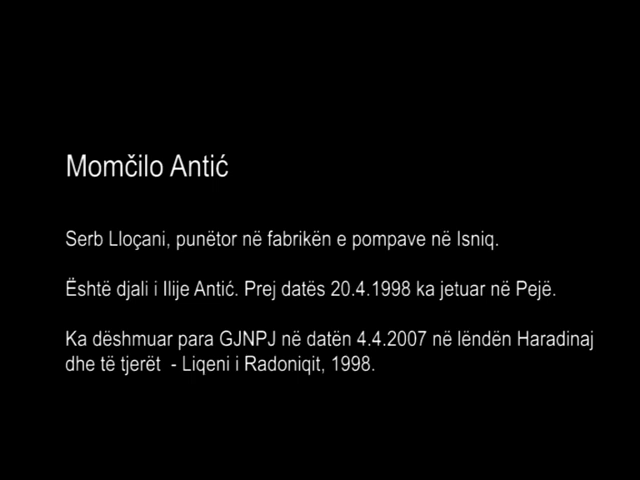 Momčilo Antić
Serb Lloçani, punëtor në fabrikën e pompave në Isniq.
Është djali i Ilije Antić. Prej datës 20.4.1998 ka jetuar në Pejë.
Ka dëshmuar para GJNPJ në datën 4.4.2007 në lëndën Haradinaj
dhe të tjerët - Liqeni i Radoniqit, 1998.